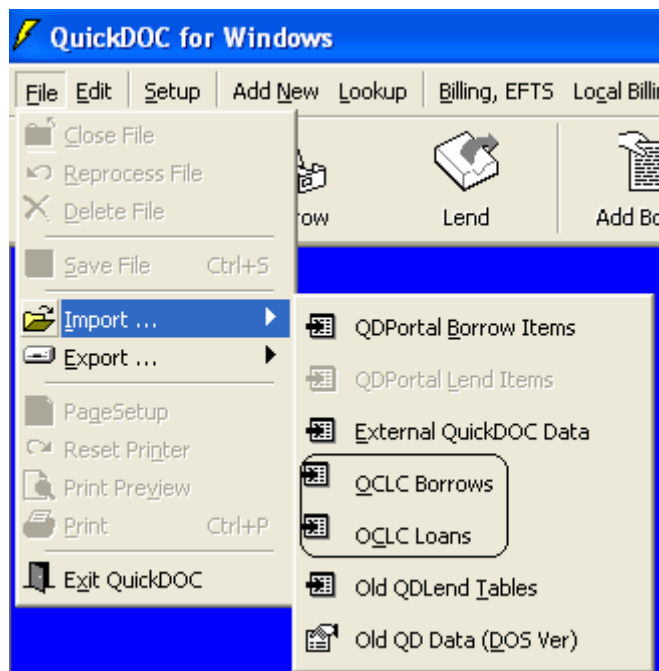 QuickDOC for Windows
File Edit Setup Add New Lookup Billing, EFTS Local Billi
Close File
Reprocess File
Delete File
Save File Ctrl+S
Import ...
Export ...
PageSetup
Reset Printer
Print Preview
Print Ctrl+P
Exit QuickDOC
ow Lend Add Bo
QDPortal Borrow Items
QDPortal Lend Items
External QuickDOC Data
OCLC Borrows
OCLC Loans
Old QDLend Tables
Old QD Data (DOS Ver)